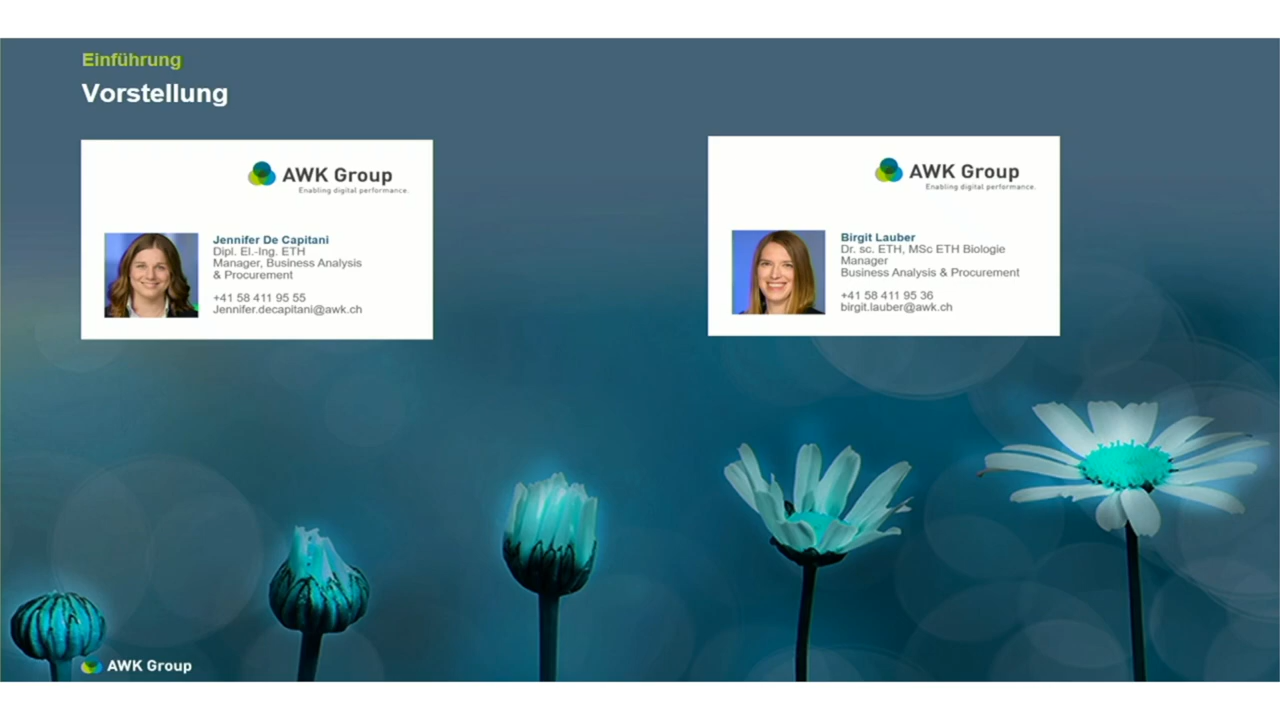 Einführung
Vorstellung
AWK Group
Enabling digital performance.
Jennifer De Capitani
Dipl. El.-Ing. ETH
Manager, Business Analysis
& Procurement
+41 58 411 95 55
Jennifer.decapitani@awk.ch
AWK Group
Enabling digital performance.
Birgit Lauber
Dr. sc. ETH, MSc ETH Biologie
Manager
Business Analysis & Procurement
+41 58 411 95 36
birgit.lauber@awk.ch
AWK Group